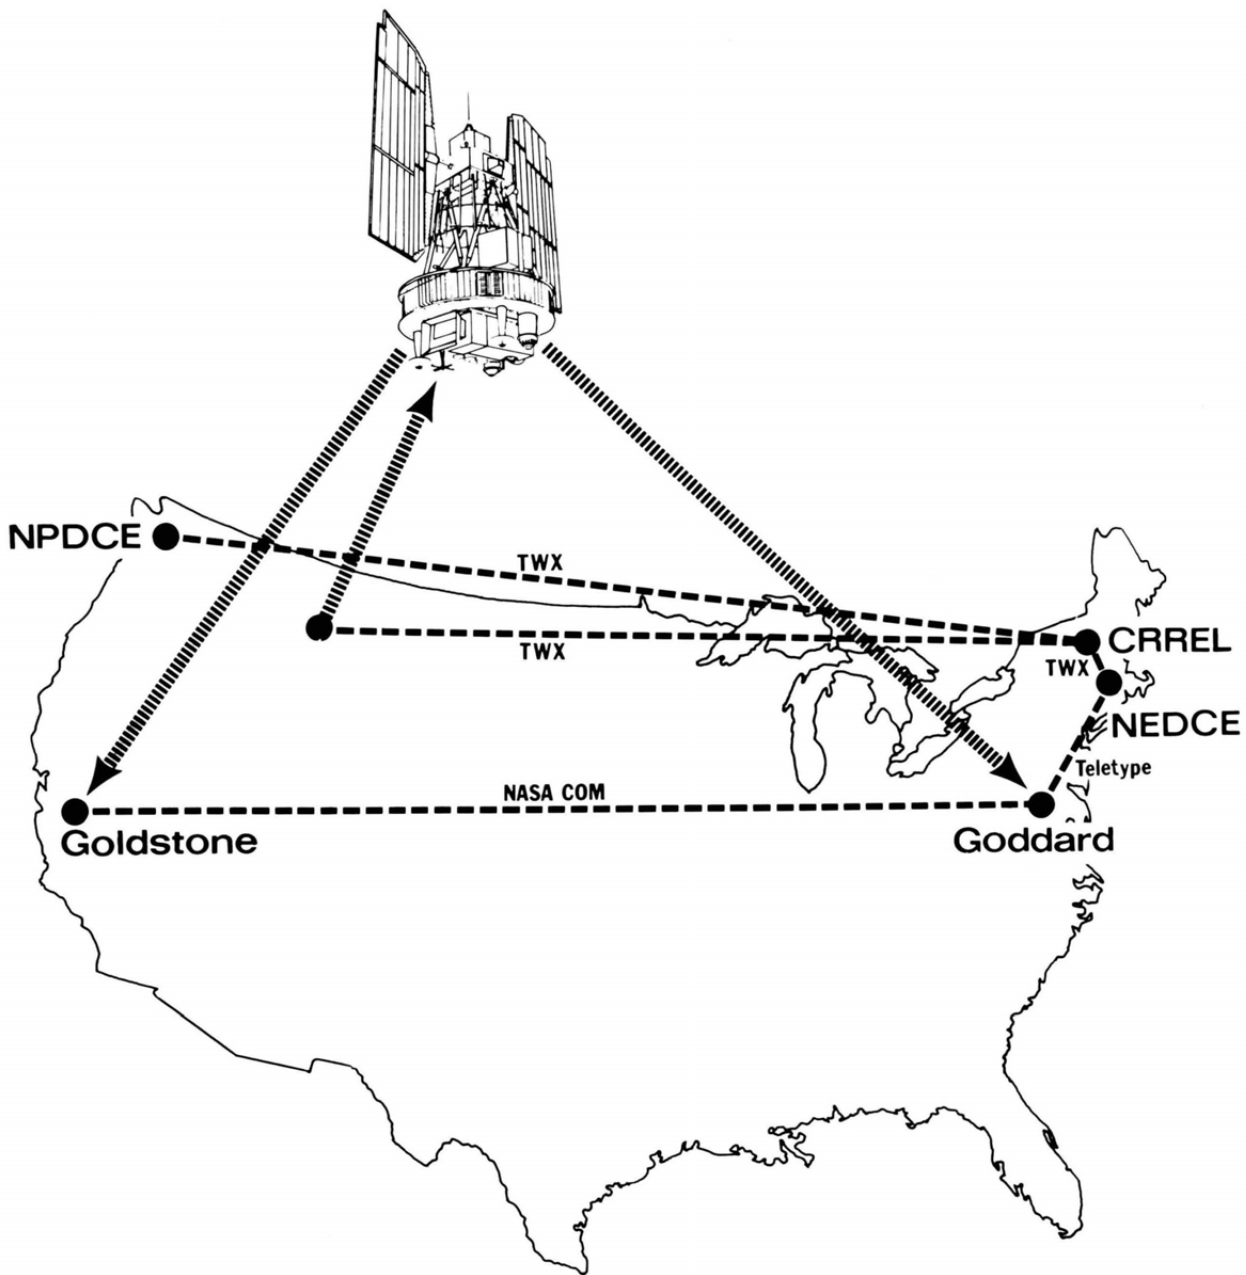 NPDCE
TWX
TWX
CRREL
TWX
NEDCE
Teletype
NASA COM
Goldstone
Goddard